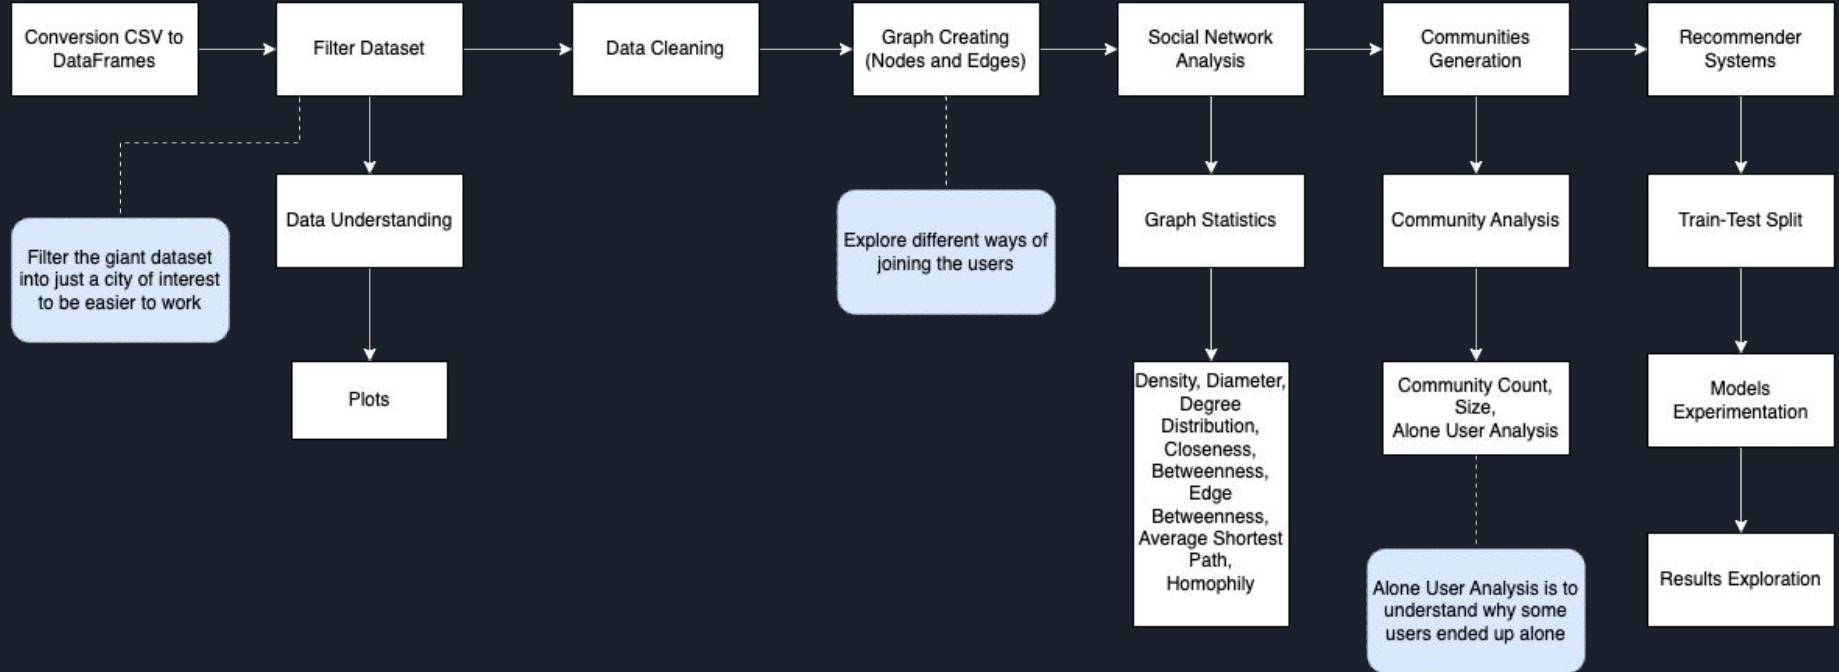 Conversion CSV to
DataFrames
Filter Dataset
Data Cleaning
Graph Creating
(Nodes and Edges)
Social Network
Analysis
Communities
Generation
Recommender
Systems
Data Understanding
Graph Statistics
Community Analysis
Train-Test Split
Filter the giant dataset
into just a city of interest
to be easier to work
Explore different ways of
joining the users
Plots
Density, Diameter,
Degree
Distribution,
Closeness,
Betweenness,
Edge
Betweenness,
Average Shortest
Path,
Homophily
Community Count,
Size,
Alone User Analysis
Models
Experimentation
Alone User Analysis is to
understand why some
users ended up alone
Results Exploration